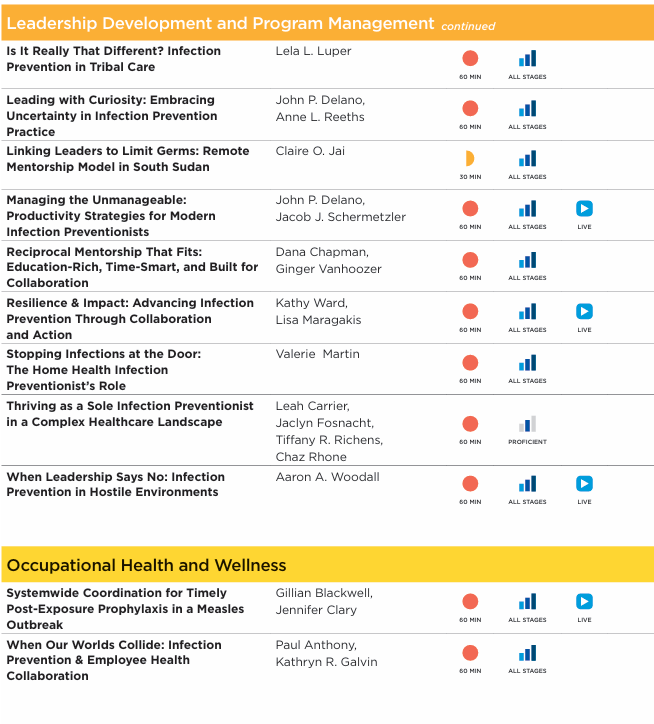 Leadership Development and Program Management continued
Is It Really That Different? Infection
Prevention in Tribal Care
Lela L. Luper
60 MIN
ALL STAGES
Leading with Curiosity: Embracing
Uncertainty in Infection Prevention
Practice
John P. Delano,
Anne L. Reeths
60 MIN
ALL STAGES
Linking Leaders to Limit Germs: Remote
Mentorship Model in South Sudan
Claire O. Jai
30 MIN
ALL STAGES
Managing the Unmanageable:
Productivity Strategies for Modern
Infection Preventionists
John P. Delano,
Jacob J. Schermetzler
60 MIN
ALL STAGES
LIVE
Reciprocal Mentorship That Fits:
Education-Rich, Time-Smart, and Built for
Collaboration
Dana Chapman,
Ginger Vanhoozer
60 MIN
ALL STAGES
Resilience & Impact: Advancing Infection
Prevention Through Collaboration
and Action
Kathy Ward,
Lisa Maragakis
60 MIN
ALL STAGES
LIVE
Stopping Infections at the Door:
The Home Health Infection
Preventionist's Role
Valerie  Martin
60 MIN
ALL STAGES
Thriving as a Sole Infection Preventionist
in a Complex Healthcare Landscape
Leah Carrier,
Jaclyn Fosnacht,
Tiffany R. Richens,
Chaz Rhone
60 MIN
PROFICIENT
When Leadership Says No: Infection
Prevention in Hostile Environments
Aaron A. Woodall
60 MIN
ALL STAGES
LIVE
Occupational Health and Wellness
Systemwide Coordination for Timely
Post-Exposure Prophylaxis in a Measles
Outbreak
Gillian Blackwell,
Jennifer Clary
60 MIN
ALL STAGES
LIVE
When Our Worlds Collide: Infection
Prevention & Employee Health
Collaboration
Paul Anthony,
Kathryn R. Galvin
60 MIN
ALL STAGES